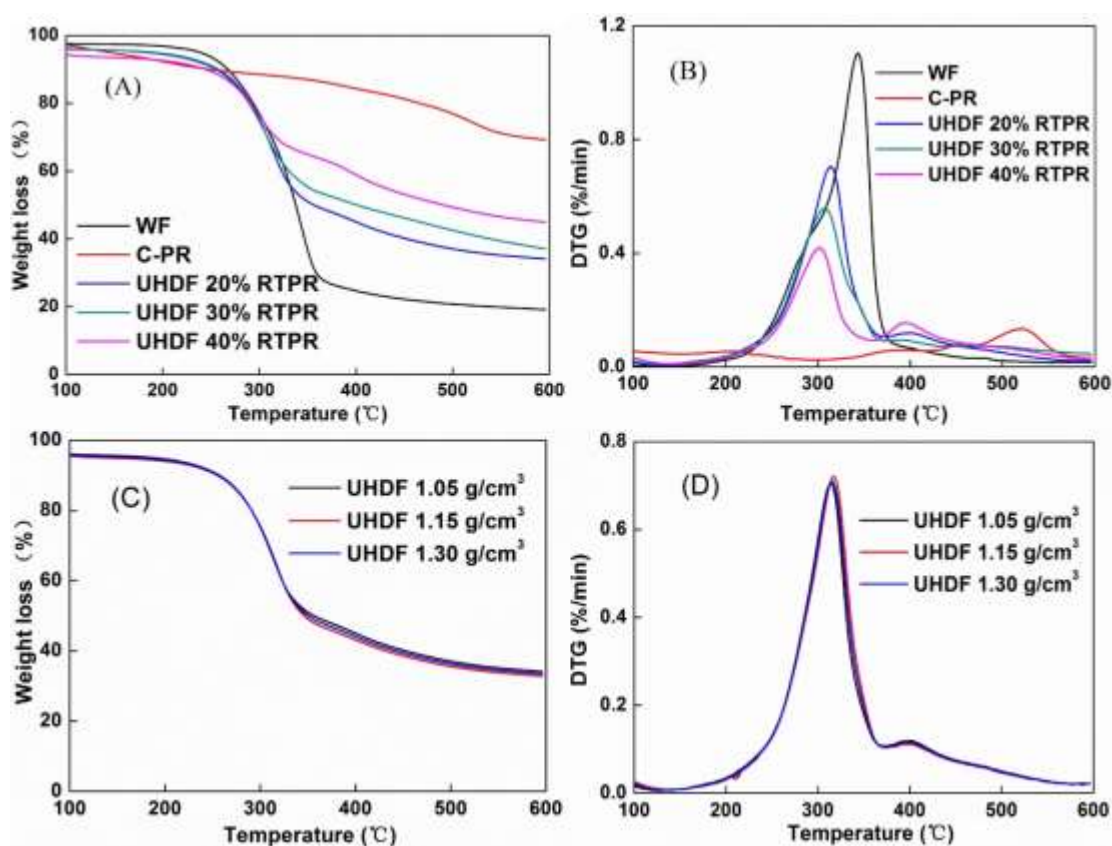 (A)
Weight loss (%)
100
80
60
40
20
0
WF
C-PR
UHDF 20% RTPR
UHDF 30% RTPR
UHDF 40% RTPR
100 200 300 400 500 600
Temperature (℃)
(B)
DTG (%/min)
1.2
0.8
0.4
0.0
WF
C-PR
UHDF 20% RTPR
UHDF 30% RTPR
UHDF 40% RTPR
100 200 300 400 500 600
Temperature (℃)
(C)
Weight loss (%)
100
80
60
40
20
0
UHDF 1.05 g/cm³
UHDF 1.15 g/cm³
UHDF 1.30 g/cm³
100 200 300 400 500 600
Temperature (℃)
(D)
DTG (%/min)
0.8
0.6
0.4
0.2
0.0
UHDF 1.05 g/cm³
UHDF 1.15 g/cm³
UHDF 1.30 g/cm³
100 200 300 400 500 600
Temperature (℃)